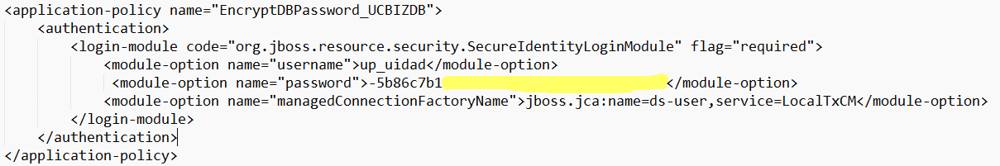 <application-policy name="EncryptDBPassword_UCBIZDB">
<authentication>
<login-module code="org.jboss.resource.security.SecureIdentityLoginModule" flag="required">
<module-option name="username">up_uidad</module-option>
<module-option name="password">-5b86c7b1</module-option>
<module-option name="managedConnectionFactoryName">jboss.jca:name=ds-user,service=LocalTxCM</module-option>
</login-module>
</authentication>
</application-policy>